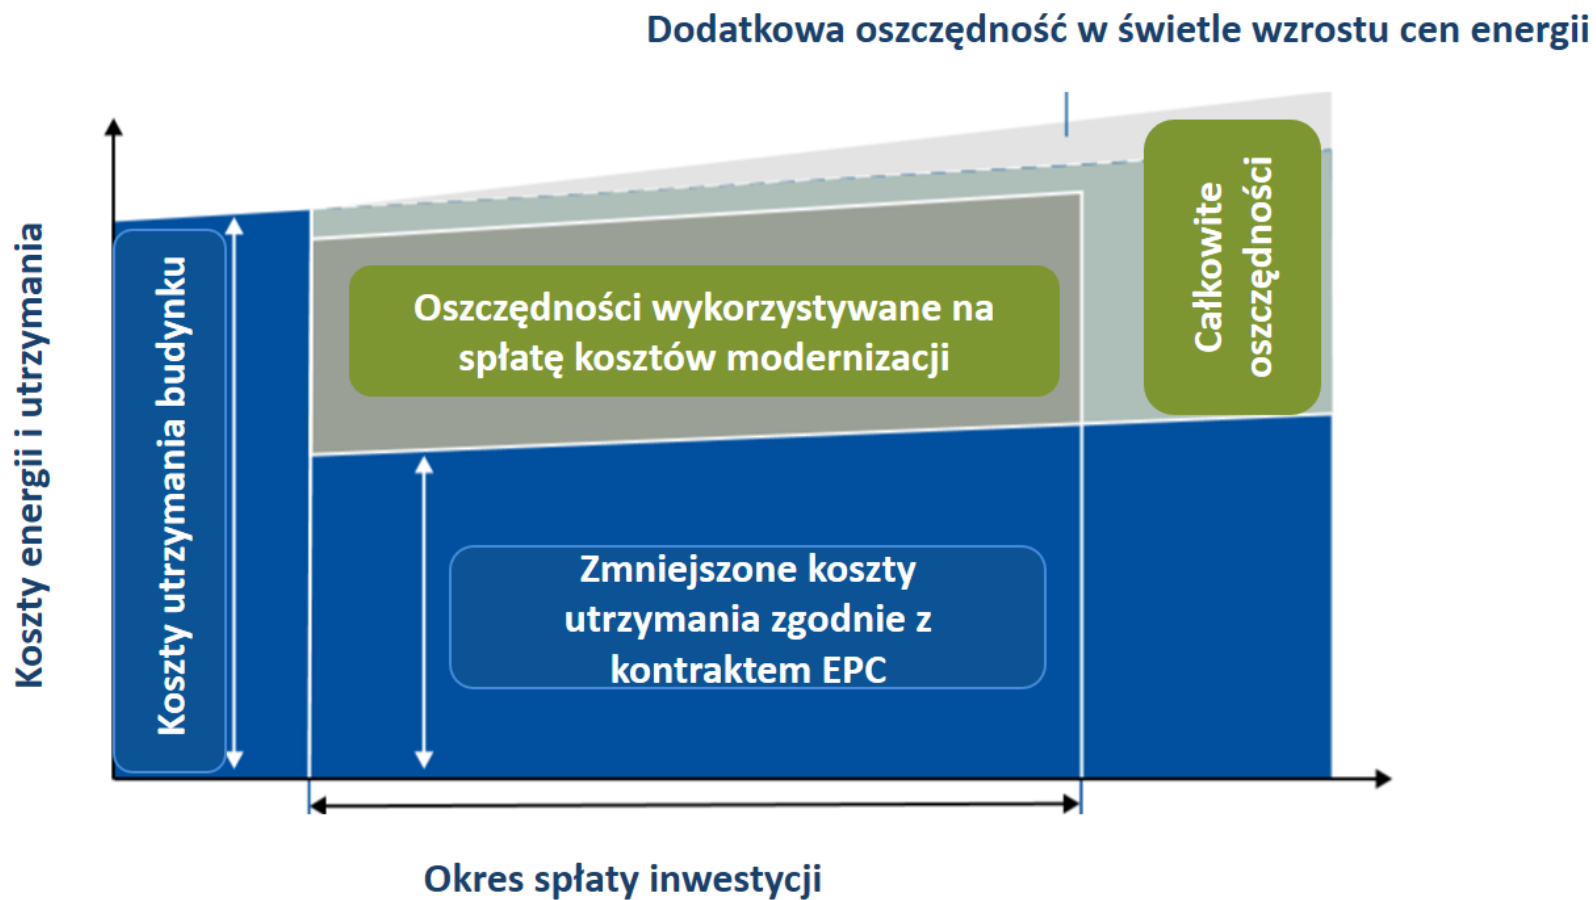 Dodatkowa oszczędność w świetle wzrostu cen energii
Koszty energii i utrzymania
Koszty utrzymania budynku
Oszczędności wykorzystywane na
spłatę kosztów modernizacji
Całkowite
oszczędności
Zmniejszone koszty
utrzymania zgodnie z
kontraktem EPC
Okres spłaty inwestycji